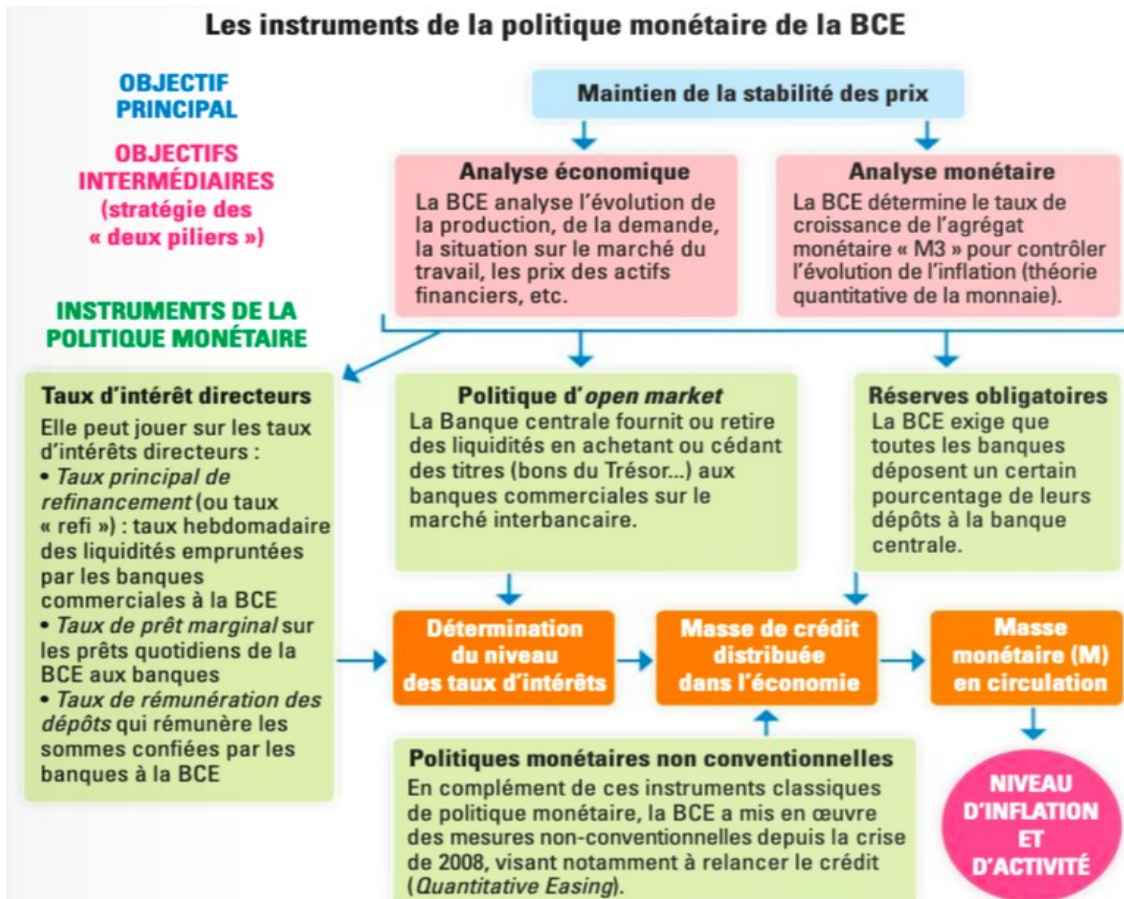 Les instruments de la politique monétaire de la BCE
OBJECTIF
PRINCIPAL
Maintien de la stabilité des prix
OBJECTIFS
INTERMÉDIAIRES
(stratégie des
« deux piliers »)
Analyse économique
La BCE analyse l'évolution de
la production, de la demande,
la situation sur le marché du
travail, les prix des actifs
financiers, etc.
Analyse monétaire
La BCE détermine le taux de
croissance de l'agrégat
monétaire « M3 » pour contrôler
l'évolution de l'inflation (théorie
quantitative de la monnaie).
INSTRUMENTS DE LA
POLITIQUE MONÉTAIRE
Taux d'intérêt directeurs
Elle peut jouer sur les taux
d'intérêts directeurs :
• Taux principal de
refinancement (ou taux
« refi ») : taux hebdomadaire
des liquidités empruntées
par les banques
commerciales à la BCE
• Taux de prêt marginal sur
les prêts quotidiens de la
BCE aux banques
• Taux de rémunération des
dépôts qui rémunère les
sommes confiées par les
banques à la BCE
Politique d'open market
La Banque centrale fournit ou retire
des liquidités en achetant ou cédant
des titres (bons du Trésor...) aux
banques commerciales sur le
marché interbancaire.
Réserves obligatoires
La BCE exige que
toutes les banques
déposent un certain
pourcentage de leurs
dépôts à la banque
centrale.
Détermination
du niveau
des taux d'intérêts
Masse de crédit
distribuée
dans l'économie
Masse
monétaire (M)
en circulation
Politiques monétaires non conventionnelles
En complément de ces instruments classiques
de politique monétaire, la BCE a mis en œuvre
des mesures non-conventionnelles depuis la crise
de 2008, visant notamment à relancer le crédit
(Quantitative Easing).
NIVEAU
D'INFLATION
ET
D'ACTIVITÉ